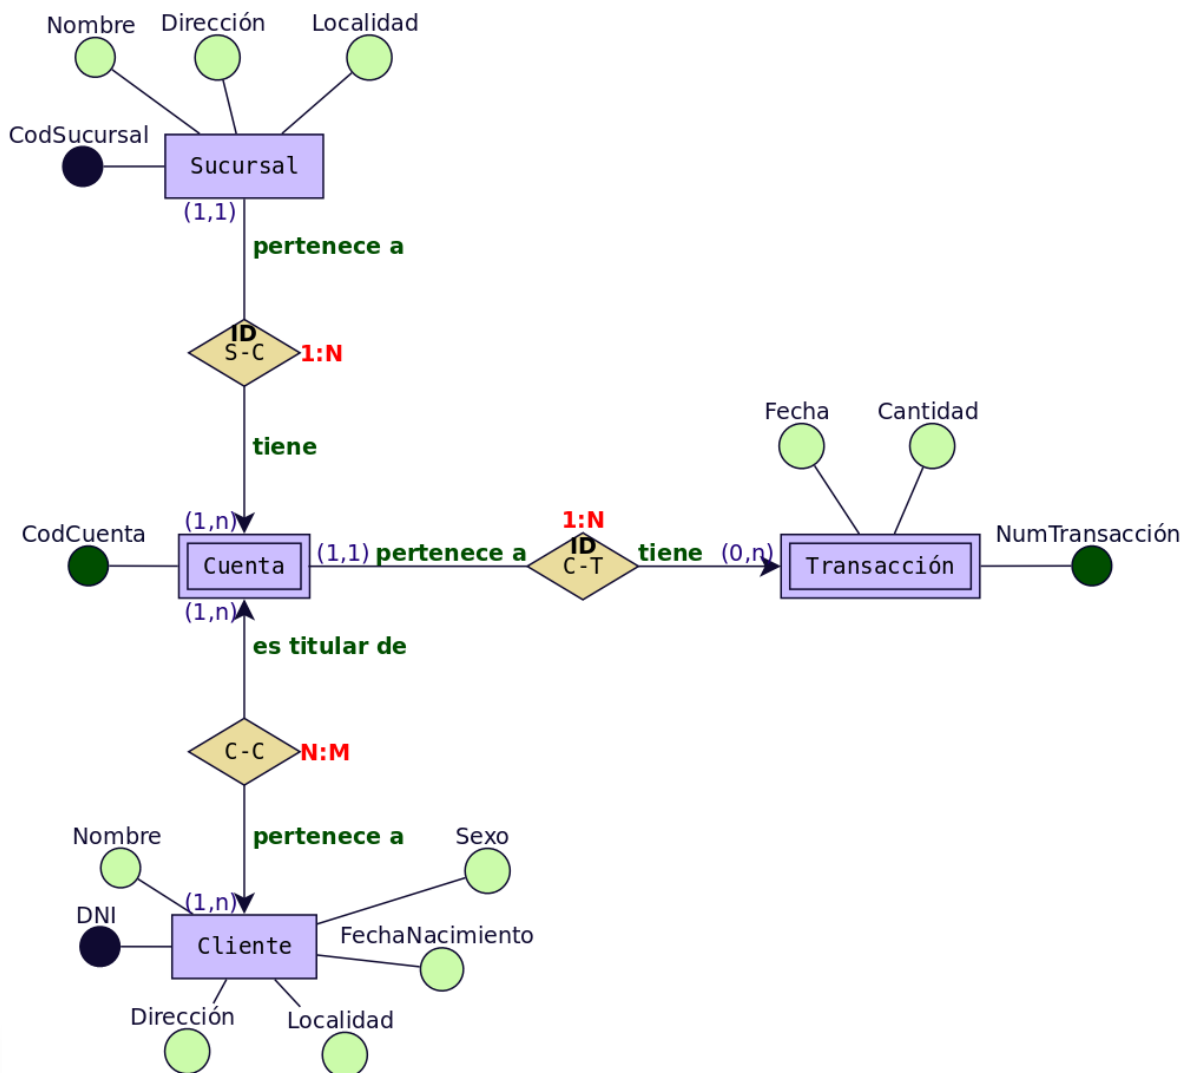 Nombre
Dirección
Localidad
CodSucursal
Sucursal
(1,1)
pertenece a
ID
S-C
1:N
tiene
(1,n)
CodCuenta
Cuenta
(1,1)
pertenece a
1:N
ID
C-T
tiene
(0,n)
Fecha
Cantidad
Transacción
NumTransacción
(1,n)
es titular de
C-C
N:M
pertenece a
(1,n)
Nombre
Sexo
DNI
Cliente
FechaNacimiento
Dirección
Localidad